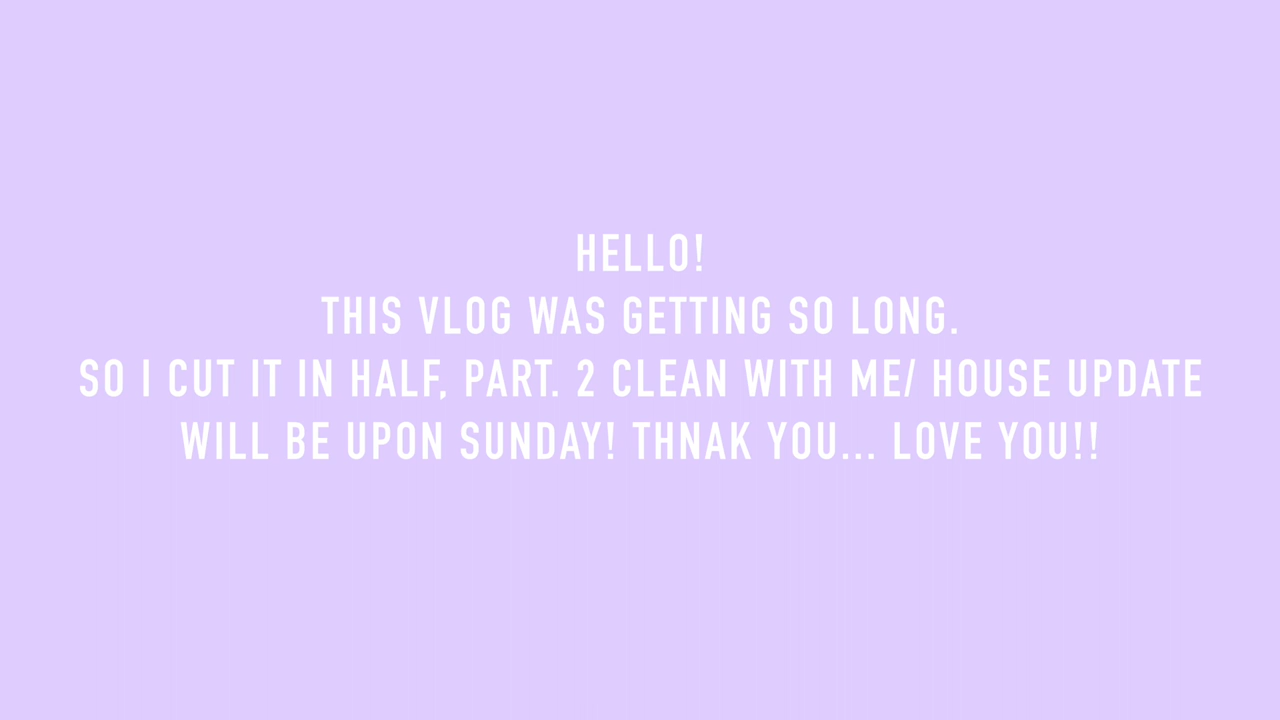 HELLO!
THIS VLOG WAS GETTING SO LONG.
SO I CUT IT IN HALF, PART. 2 CLEAN WITH ME/ HOUSE UPDATE
WILL BE UPON SUNDAY! THNAK YOU... LOVE YOU!!